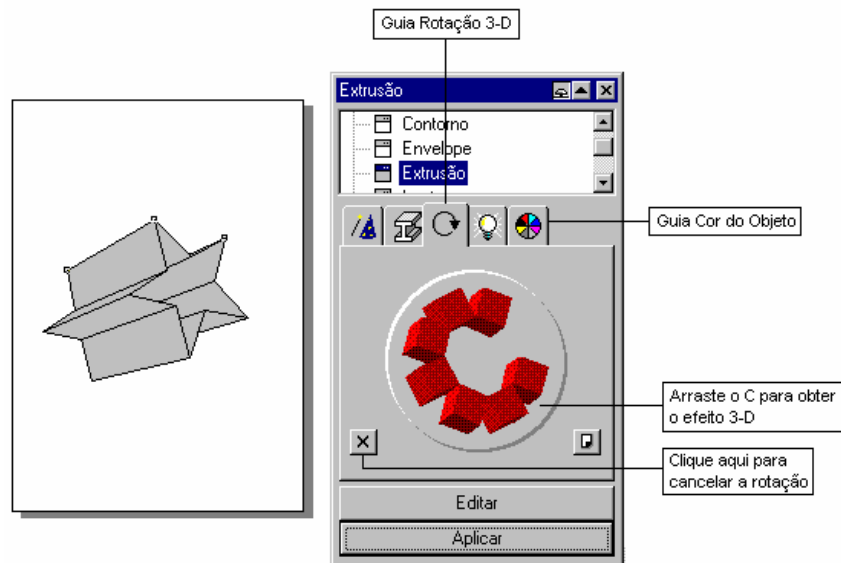 Guia Rotação 3-D
Extrusão
Contorno
Envelope
Extrusão
Guia Cor do Objeto
Arraste o C para obter
o efeito 3-D
Clique aqui para
cancelar a rotação
Editar
Aplicar